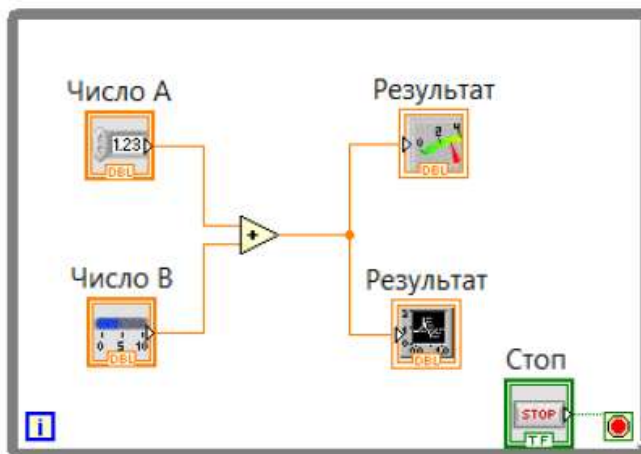 Число A
1.23
DBL
Результат
0 2 4
DBL
Число B
0 5 10
DBL
Результат
DBL
Стоп
STOP
TF
i